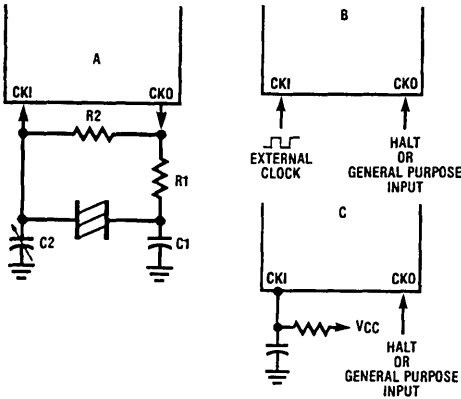 A
CKI CKO
R2
R1
C2 C1
B
CKI CKO
EXTERNAL
CLOCK
HALT
OR
GENERAL PURPOSE
INPUT
C
CKI CKO
VCC
HALT
OR
GENERAL PURPOSE
INPUT